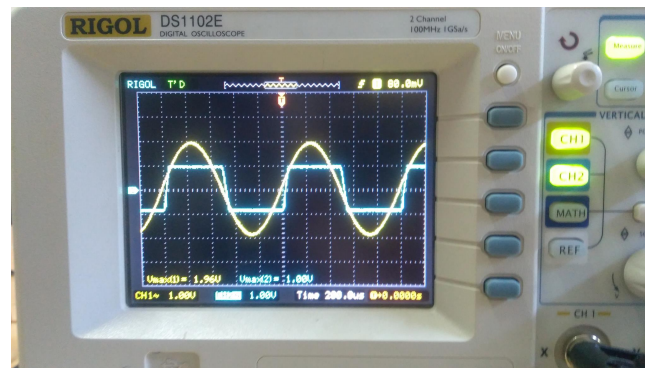 RIGOL DS1102E
DIGITAL OSCILLOSCOPE
2 Channel
100MHz 1GSa/s
MENU
ON/OFF
RIGOL T'D 80.0mV
Vmax(1)= 1.96V Vmax(2)= 1.00V
CH1~ 1.00V 1.00V Time 200.0us +0.0000s
Measure
Cursor
VERTICAL
CH1
CH2
MATH
REF
CH 1
X